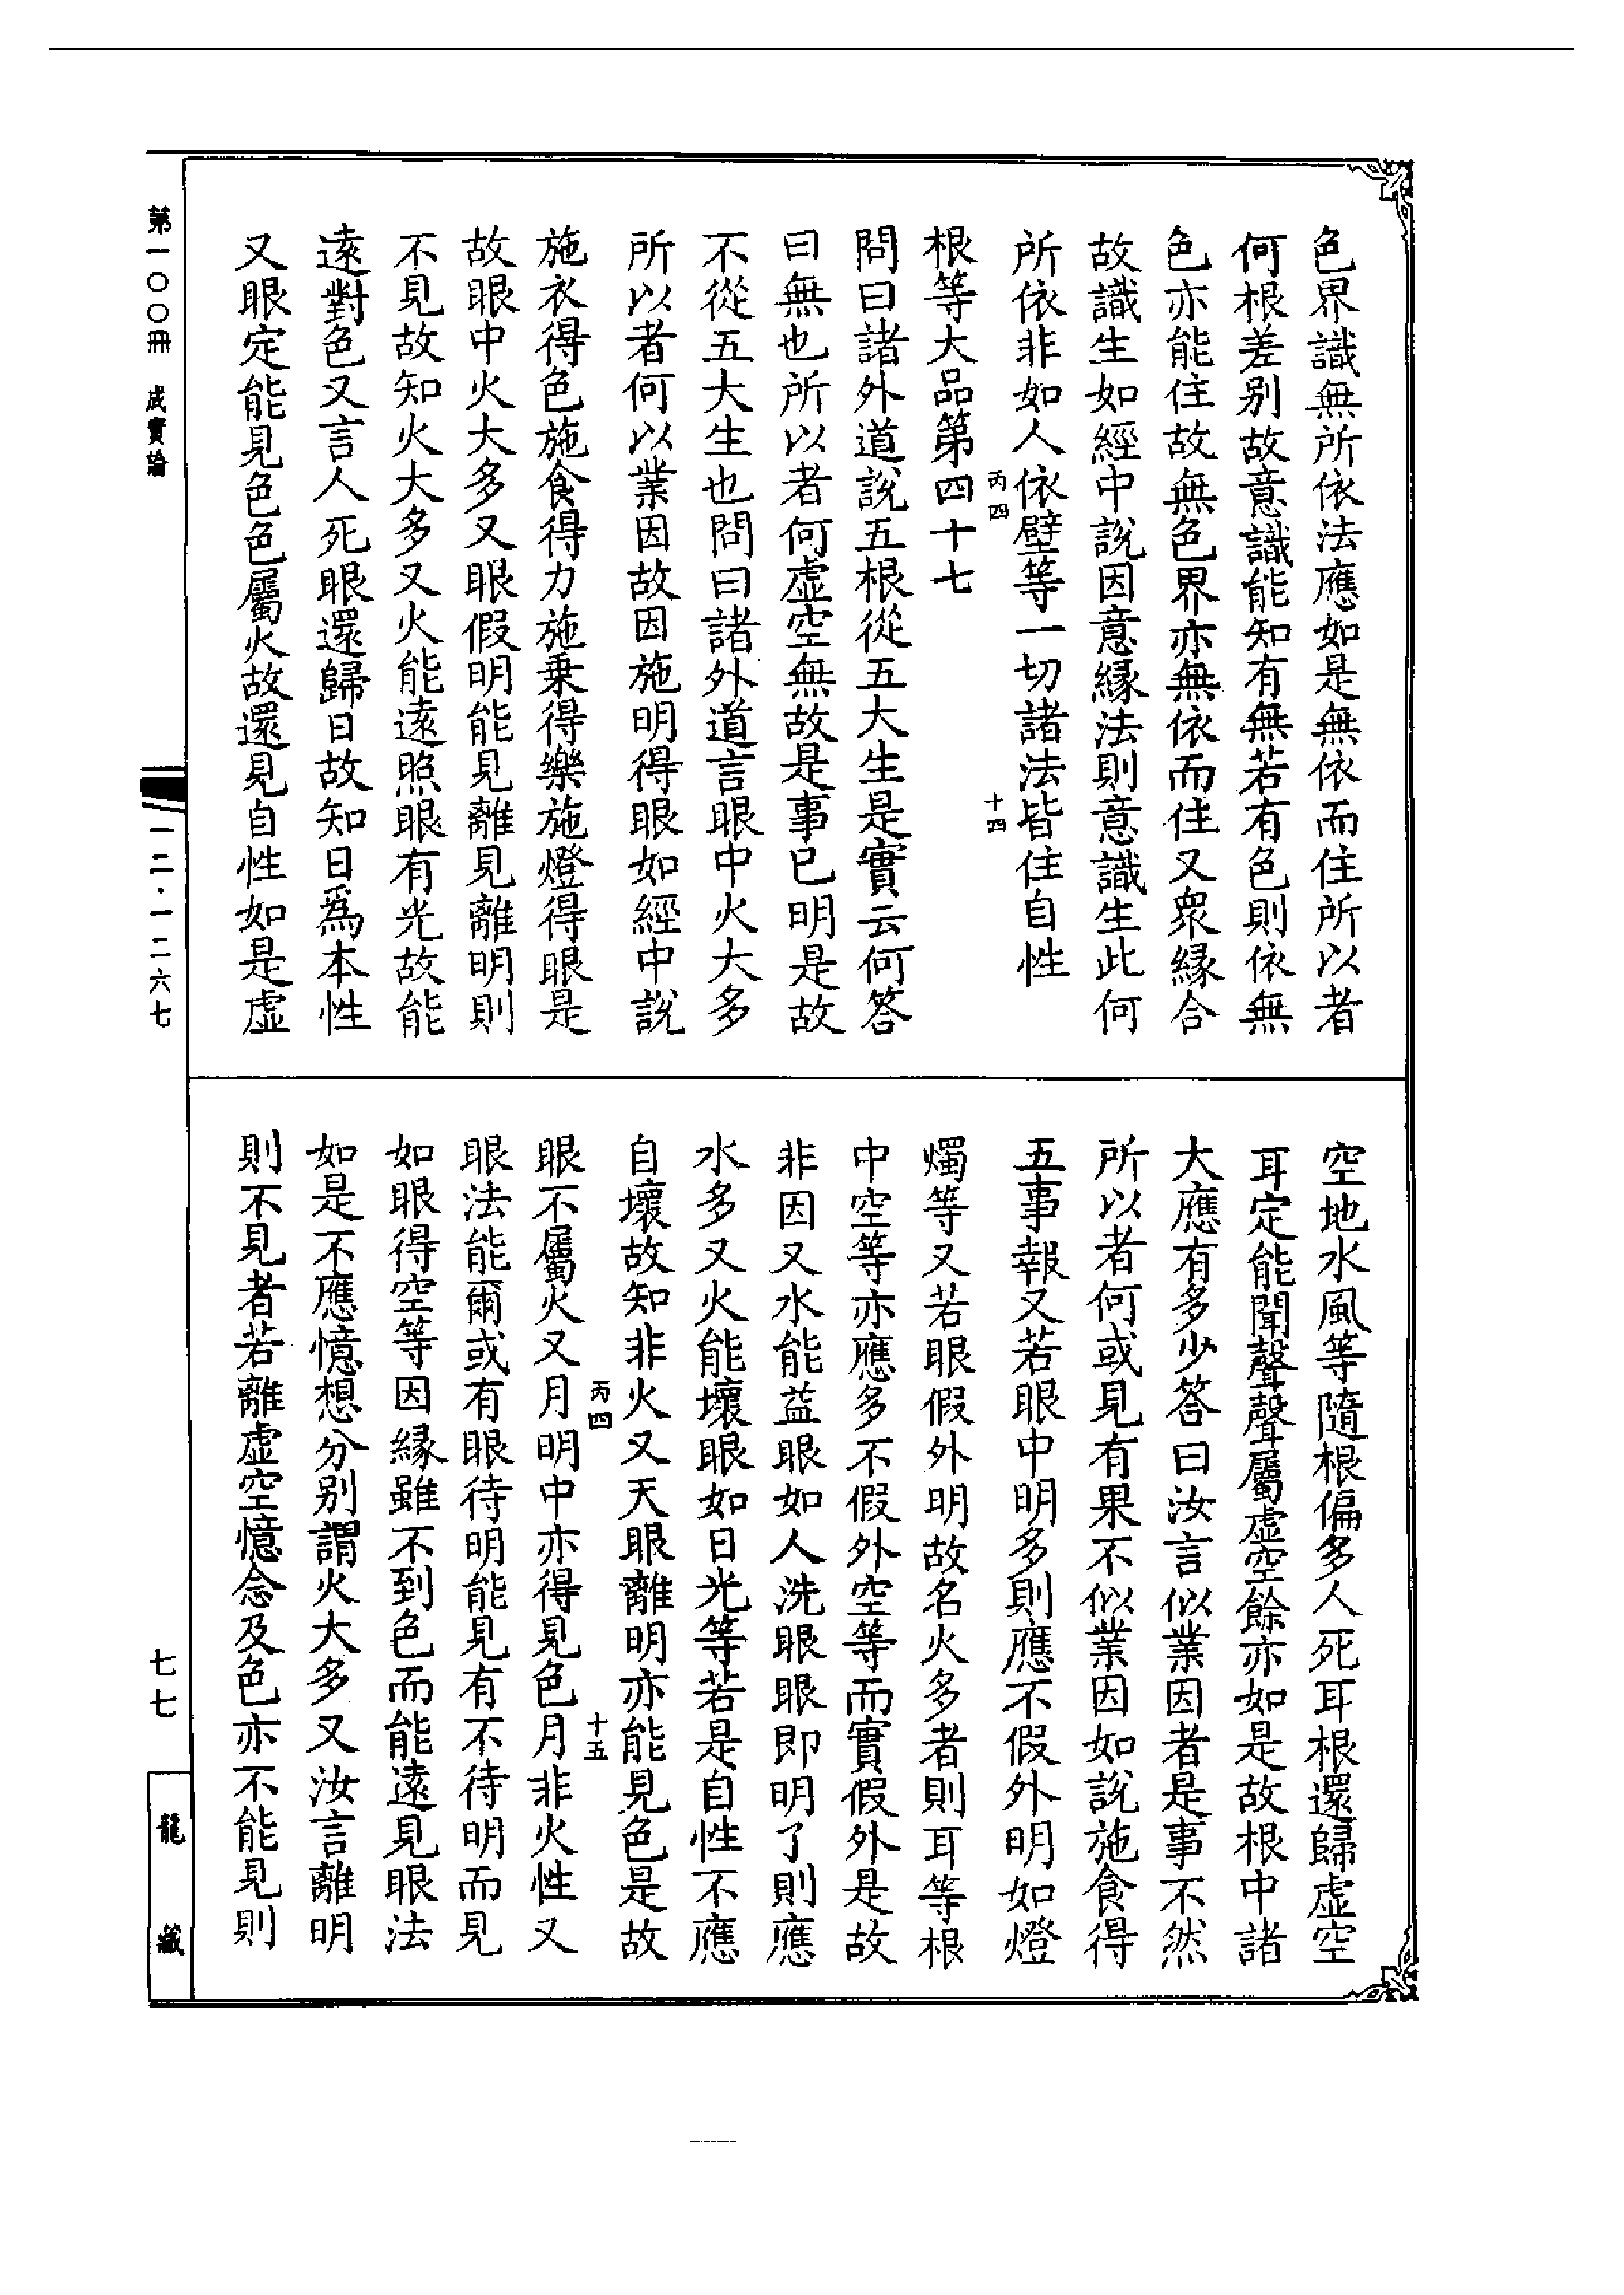 色界識無所依法應如是無依而住所以者
何根差別故意識能知有無若有色則依無
色亦能住故無色界亦無依而住又眾緣合
故識生如經中說因意緣法則意識生此何
所依非如人依壁等一切諸法皆住自性
丙四
十四
根等大品第四十七
問曰諸外道說五根從五大生是實云何答
曰無也所以者何虛空無故是事已明是故
不從五大生也問曰諸外道言眼中火大多
所以者何以業因故因施明得眼如經中說
施衣得色施食得力施乗得樂施燈得眼是
故眼中火大多又眼假明能見離見離明則
不見故知火大多又火能遠照眼有光故能
遠對色又言人死眼還歸日故知日爲本性
又眼定能見色色屬火故還見自性如是虛
空地水風等隨根偏多人死耳根還歸虛空
耳定能聞聲聲屬虛空餘亦如是故根中諸
大應有多少答曰汝言似業因者是事不然
所以者何或見有果不似業因如說施食得
五事報又若眼中明多則應不假外明如燈
燭等又若眼假外明故名火多者則耳等根
中空等亦應多不假外空等而實假外是故
非因又水能益眼如人洗眼眼即明了則應
水多又火能壞眼如日光等若是自性不應
自壞故知非火又天眼離明亦能見色是故
丙四
十五
眼不屬火又月明中亦得見色月非火性又
眼法能爾或有眼待明能見有不待明而見
如眼得空等因緣雖不到色而能遠見眼法
如是不應憶想分別謂火大多又汝言離明
則不見者若離虛空憶念及色亦不能見則
第一〇〇冊 成實論
一二·一二六七
七七
龍藏